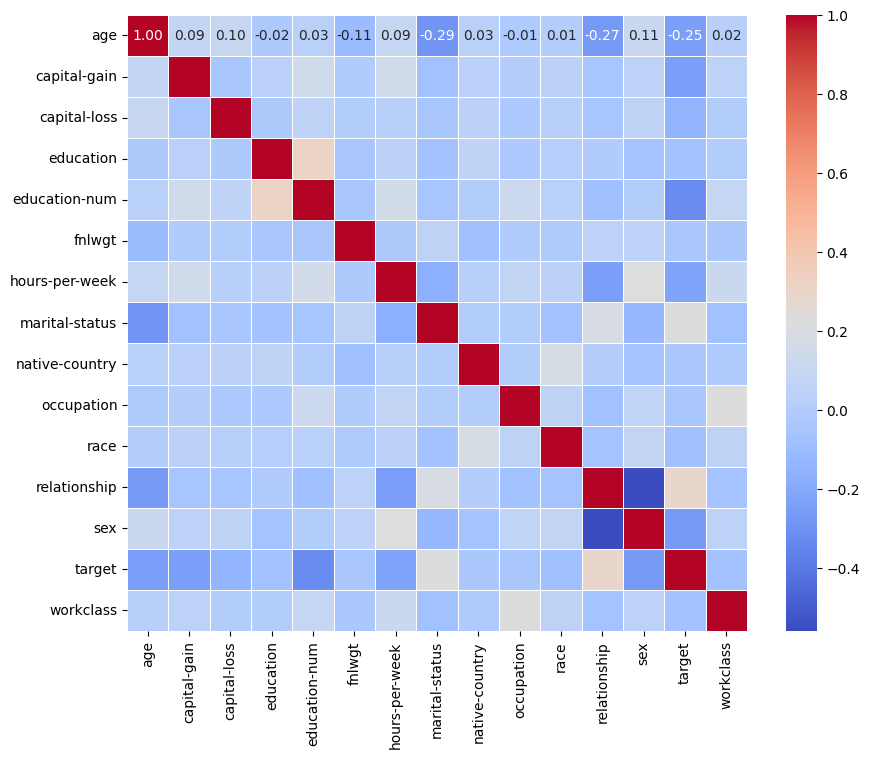 age 1.00 0.09 0.10 -0.02 0.03 -0.11 0.09 -0.29 0.03 -0.01 0.01 -0.27 0.11 -0.25 0.02
capital-gain
capital-loss
education
education-num
fnlwgt
hours-per-week
marital-status
native-country
occupation
race
relationship
sex
target
workclass
age
capital-gain
capital-loss
education
education-num
fnlwgt
hours-per-week
marital-status
native-country
occupation
race
relationship
sex
target
workclass
1.0
0.8
0.6
0.4
0.2
0.0
−0.2
−0.4